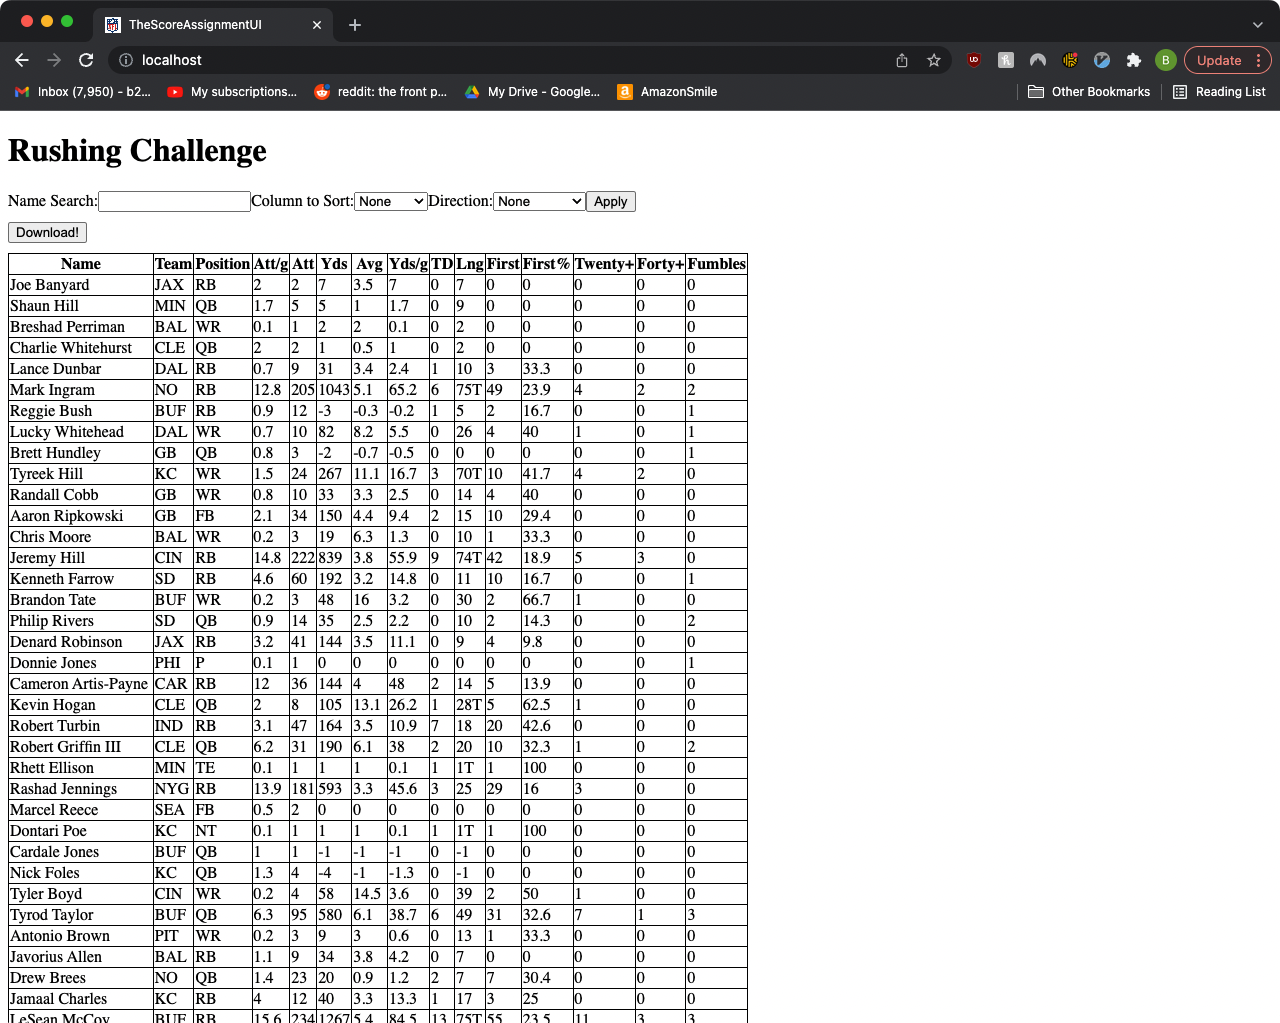 TheScoreAssignmentUI
localhost
Update
Inbox (7,950) - b2...
My subscriptions...
reddit: the front p...
My Drive - Google...
AmazonSmile
Other Bookmarks
Reading List
Rushing Challenge
Name Search: Column to Sort: None Direction: None Apply
Download!
Name Team Position Att/g Att Yds Avg Yds/g TD Lng First First% Twenty+ Forty+ Fumbles
Joe Banyard JAX RB 2 2 7 3.5 7 0 7 0 0 0 0 0
Shaun Hill MIN QB 1.7 5 5 1 1.7 0 9 0 0 0 0 0
Breshad Perriman BAL WR 0.1 1 2 2 0.1 0 2 0 0 0 0 0
Charlie Whitehurst CLE QB 2 2 1 0.5 1 0 2 0 0 0 0 0
Lance Dunbar DAL RB 0.7 9 31 3.4 2.4 1 10 3 33.3 0 0 0
Mark Ingram NO RB 12.8 205 1043 5.1 65.2 6 75T 49 23.9 4 2 2
Reggie Bush BUF RB 0.9 12 -3 -0.3 -0.2 1 5 2 16.7 0 0 1
Lucky Whitehead DAL WR 0.7 10 82 8.2 5.5 0 26 4 40 1 0 1
Brett Hundley GB QB 0.8 3 -2 -0.7 -0.5 0 0 0 0 0 0 1
Tyreek Hill KC WR 1.5 24 267 11.1 16.7 3 70T 10 41.7 4 2 0
Randall Cobb GB WR 0.8 10 33 3.3 2.5 0 14 4 40 0 0 0
Aaron Ripkowski GB FB 2.1 34 150 4.4 9.4 2 15 10 29.4 0 0 0
Chris Moore BAL WR 0.2 3 19 6.3 1.3 0 10 1 33.3 0 0 0
Jeremy Hill CIN RB 14.8 222 839 3.8 55.9 9 74T 42 18.9 5 3 0
Kenneth Farrow SD RB 4.6 60 192 3.2 14.8 0 11 10 16.7 0 0 1
Brandon Tate BUF WR 0.2 3 48 16 3.2 0 30 2 66.7 1 0 0
Philip Rivers SD QB 0.9 14 35 2.5 2.2 0 10 2 14.3 0 0 2
Denard Robinson JAX RB 3.2 41 144 3.5 11.1 0 9 4 9.8 0 0 0
Donnie Jones PHI P 0.1 1 0 0 0 0 0 0 0 0 0 1
Cameron Artis-Payne CAR RB 12 36 144 4 48 2 14 5 13.9 0 0 0
Kevin Hogan CLE QB 2 8 105 13.1 26.2 1 28T 5 62.5 1 0 0
Robert Turbin IND RB 3.1 47 164 3.5 10.9 7 18 20 42.6 0 0 0
Robert Griffin III CLE QB 6.2 31 190 6.1 38 2 20 10 32.3 1 0 2
Rhett Ellison MIN TE 0.1 1 1 1 0.1 1 1T 1 100 0 0 0
Rashad Jennings NYG RB 13.9 181 593 3.3 45.6 3 25 29 16 3 0 0
Marcel Reece SEA FB 0.5 2 0 0 0 0 0 0 0 0 0 0
Dontari Poe KC NT 0.1 1 1 1 0.1 1 1T 1 100 0 0 0
Cardale Jones BUF QB 1 1 -1 -1 -1 0 -1 0 0 0 0 0
Nick Foles KC QB 1.3 4 -4 -1 -1.3 0 -1 0 0 0 0 0
Tyler Boyd CIN WR 0.2 4 58 14.5 3.6 0 39 2 50 1 0 0
Tyrod Taylor BUF QB 6.3 95 580 6.1 38.7 6 49 31 32.6 7 1 3
Antonio Brown PIT WR 0.2 3 9 3 0.6 0 13 1 33.3 0 0 0
Javorius Allen BAL RB 1.1 9 34 3.8 4.2 0 7 0 0 0 0 0
Drew Brees NO QB 1.4 23 20 0.9 1.2 2 7 7 30.4 0 0 0
Jamaal Charles KC RB 4 12 40 3.3 13.3 1 17 3 25 0 0 0
LeSean McCoy BUF RB 15.6 234 1267 5.4 84.5 13 75T 55 23.5 11 3 3